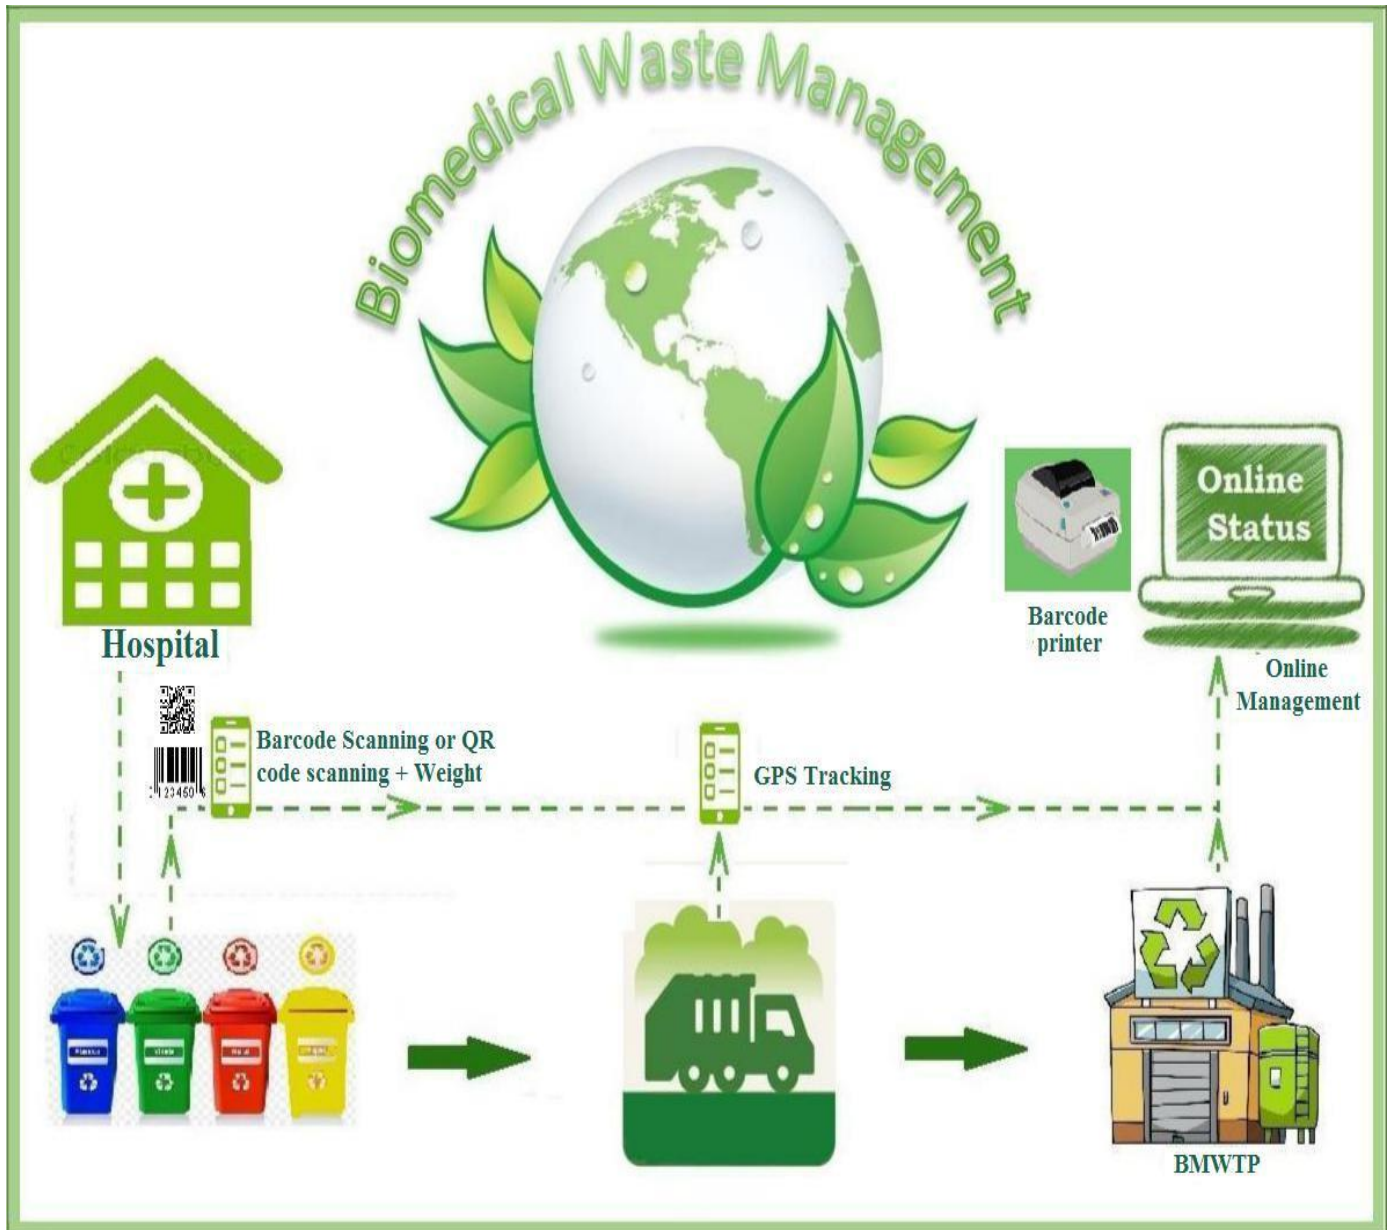 Biomedical Waste Management
Online
Status
Barcode
printer
Hospital
Online
Management
Barcode Scanning or QR
code scanning + Weight
GPS Tracking
BMWTP